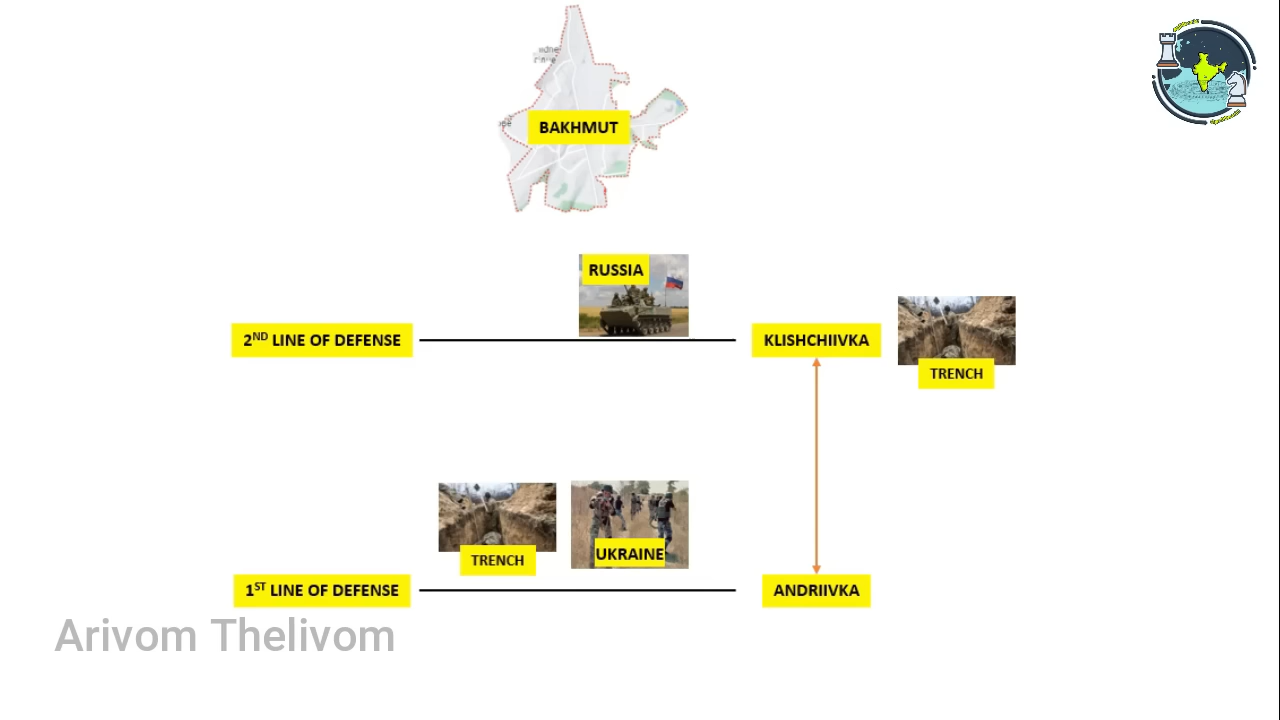 BAKHMUT
RUSSIA
2ND LINE OF DEFENSE
KLISHCHIIVKA
TRENCH
TRENCH
UKRAINE
1ST LINE OF DEFENSE
ANDRIIVKA
Arivom Thelivom